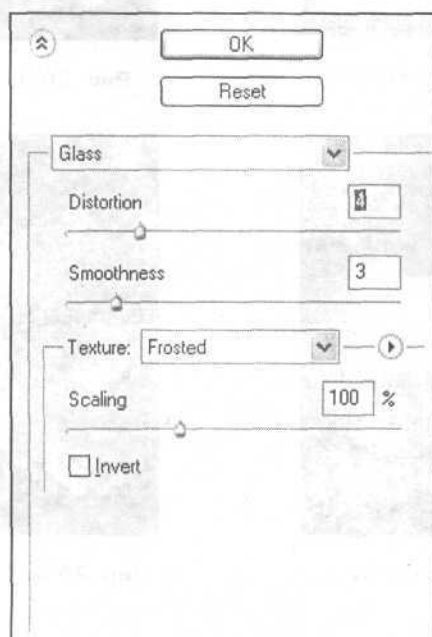 OK
Reset
Glass
Distortion 4
Smoothness 3
Texture: Frosted
Scaling 100 %
Invert